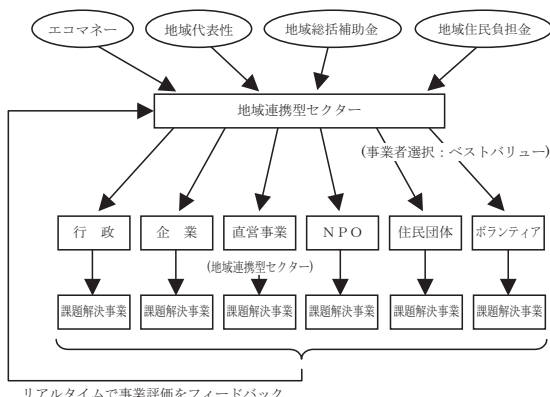 エコマネー
地域代表性
地域総括補助金
地域住民負担金
地域連携型セクター
(事業者選択：ベストバリュー)
行　政
企　業
直営事業
ＮＰＯ
住民団体
ボランティア
(地域連携型セクター)
課題解決事業
課題解決事業
課題解決事業
課題解決事業
課題解決事業
課題解決事業
リアルタイムで事業評価をフィードバック